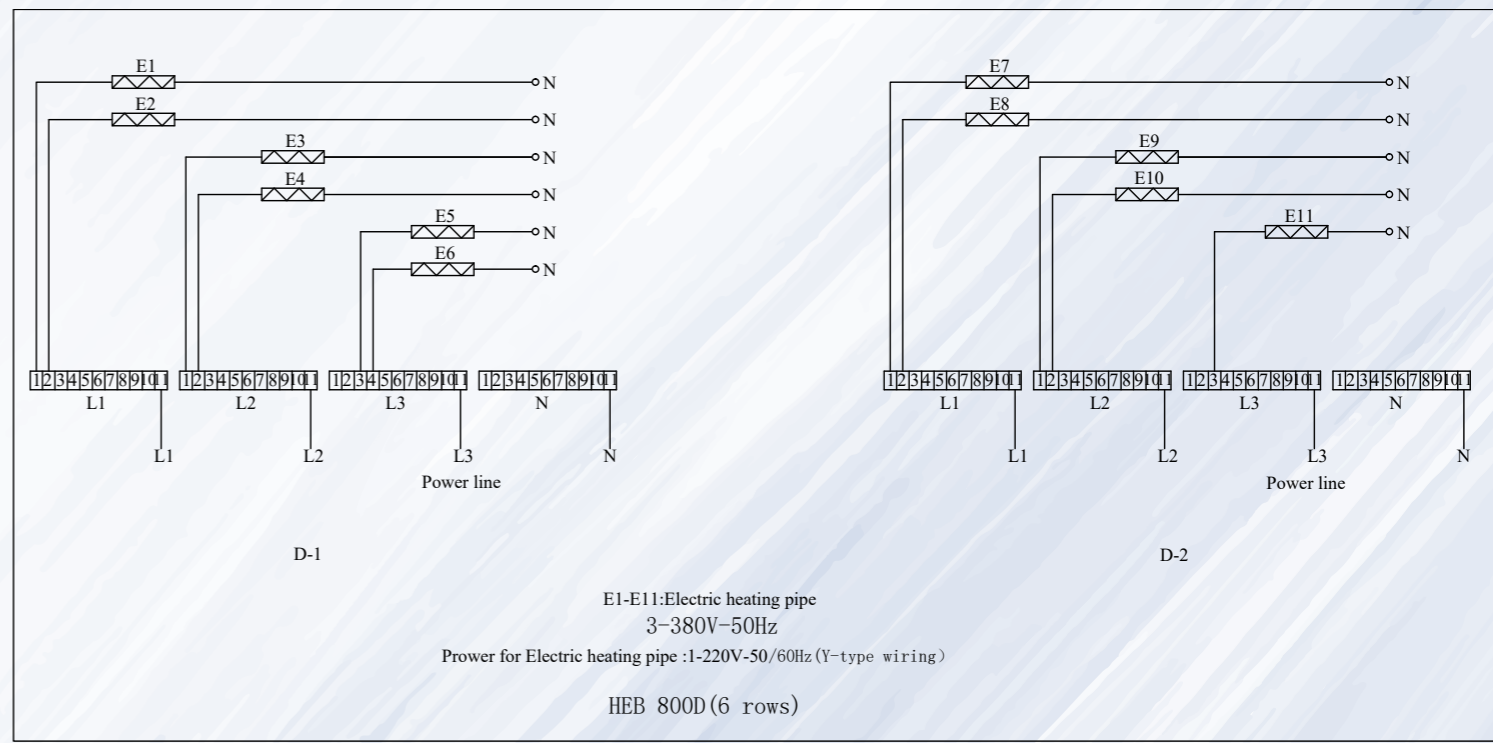 E1
N
E2
N
E3
N
E4
N
E5
N
E6
N
1 2 3 4 5 6 7 8 9 10 11
1 2 3 4 5 6 7 8 9 10 11
1 2 3 4 5 6 7 8 9 10 11
1 2 3 4 5 6 7 8 9 10 11
L1 L2 L3 N
L1 L2 L3 N
Power line
D-1
E7
N
E8
N
E9
N
E10
N
E11
N
1 2 3 4 5 6 7 8 9 10 11
1 2 3 4 5 6 7 8 9 10 11
1 2 3 4 5 6 7 8 9 10 11
1 2 3 4 5 6 7 8 9 10 11
L1 L2 L3 N
L1 L2 L3 N
Power line
D-2
E1-E11:Electric heating pipe
3-380V-50Hz
Prower for Electric heating pipe :1-220V-50/60Hz(Y-type wiring)
HEB 800D(6 rows)